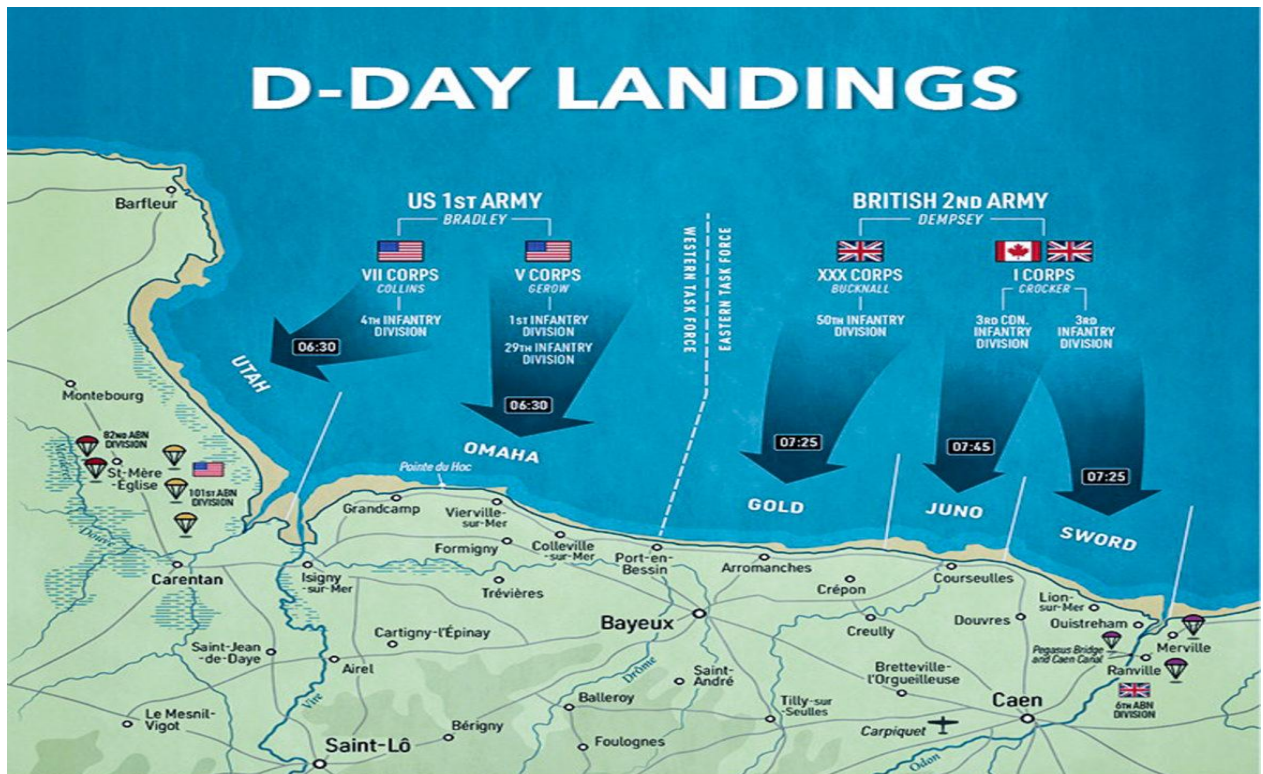 D-DAY LANDINGS
US 1ST ARMY
BRADLEY
BRITISH 2ND ARMY
DEMPSEY
VII CORPS
COLLINS
4TH INFANTRY
DIVISION
V CORPS
GEROW
1ST INFANTRY
DIVISION
29TH INFANTRY
DIVISION
WESTERN TASK FORCE
EASTERN TASK FORCE
XXX CORPS
BUCKNALL
50TH INFANTRY
DIVISION
I CORPS
CROCKER
3RD CDN.
INFANTRY
DIVISION
3RD
INFANTRY
DIVISION
06:30
06:30
07:25
07:45
07:25
UTAH
OMAHA
GOLD
JUNO
SWORD
Barfleur
Montebourg
82ND ABN
DIVISION
St-Mère
-Église
101ST ABN
DIVISION
Carentan
Pointe du Hoc
Grandcamp
Vierville-
sur-Mer
Formigny
Colleville
-sur-Mer
Port-en-
Bessin
Isigny
-sur-Mer
Trévières
Arromanches
Crépon
Courseulles
Lion-
sur-Mer
Ouistreham
Bayeux
Creully
Douvres
Pegasus Bridge
and Caen Canal
Merville
Ranville
6TH ABN
DIVISION
Saint-Jean
-de-Daye
Cartigny-l'Épinay
Airel
Vire
Drôme
Saint-
André
Bretteville-
l'Orgueilleuse
Balleroy
Tilly-sur
-Seulles
Caen
Carpiquet
Odon
Le Mesnil-
Vigot
Bérigny
Foulognes
Saint-Lô